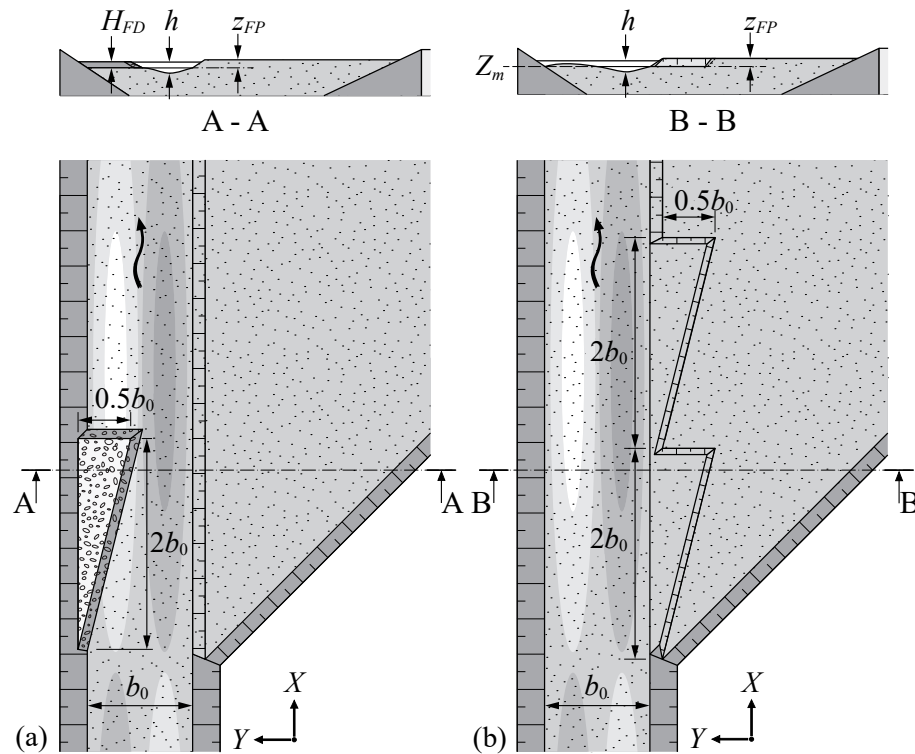 H_FD h z_FP
A - A
h z_FP
Z_m
B - B
0.5b_0
2b_0
A A
b_0
X
Y
(a)
0.5b_0
2b_0
2b_0
B B
b_0
X
Y
(b)